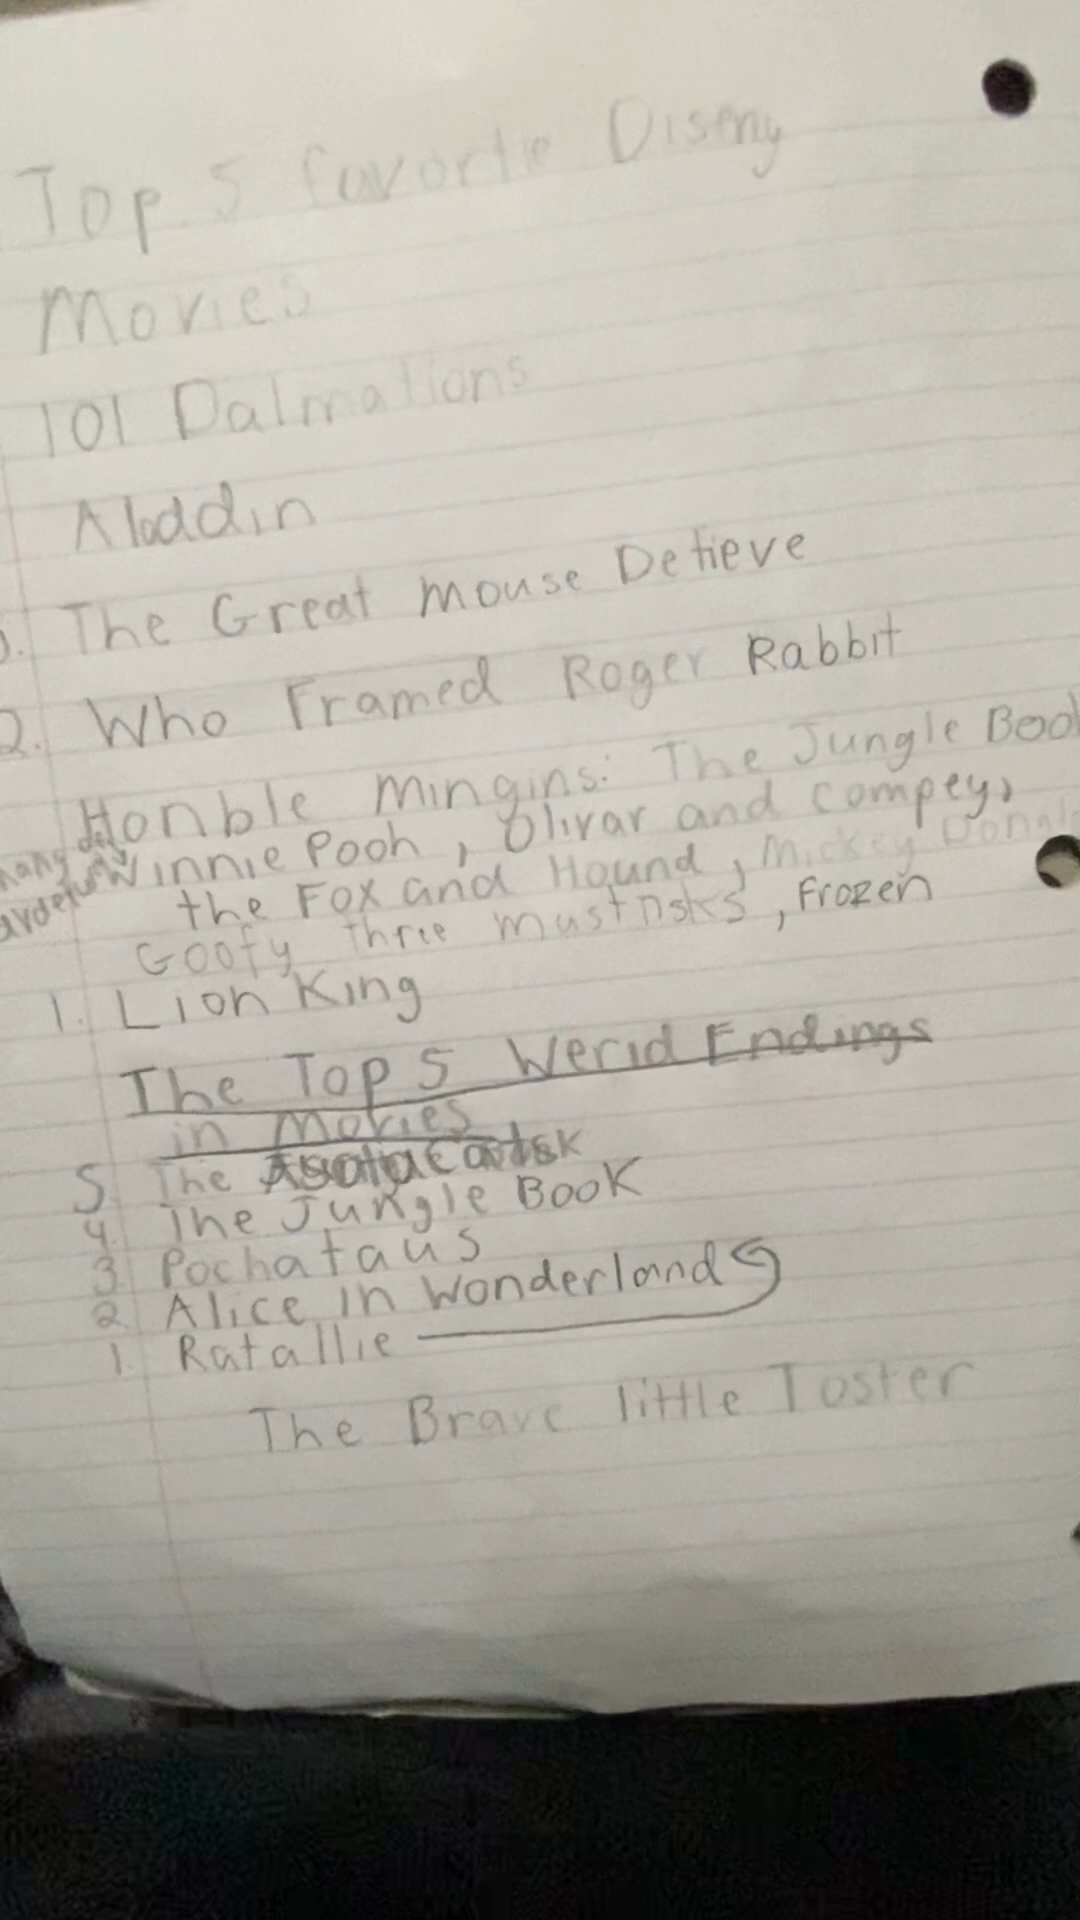 Top 5 favortie Diseny
Movies
101 Dalmations
Aladdin
3. The Great mouse Detieve
2. Who Framed Roger Rabbit
Honble Mingins: The Jungle Book
Winnie Pooh, Olivar and compey,
the Fox and Hound, Mickey Donald
Goofy three mustnsks, Frozen
1. Lion King
The Top 5 Werid Endings
in Movies
5 The
4. The Jungle Book
3. Pochataus
2. Alice in Wonderland
1. Ratallie
The Brave little Toster